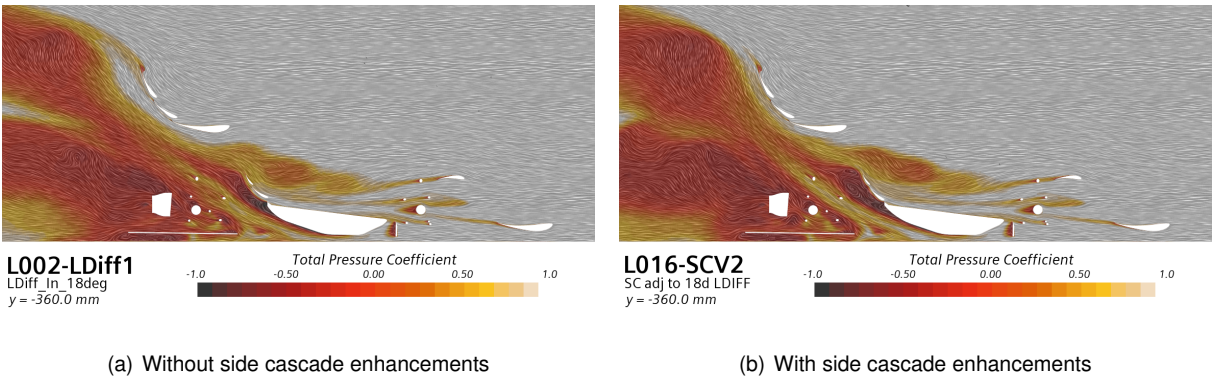 L002-LDiff1
LDiff_In_18deg
y = -360.0 mm
Total Pressure Coefficient
-1.0 -0.50 0.00 0.50 1.0
(a) Without side cascade enhancements
L016-SCV2
SC adj to 18d LDIFF
y = -360.0 mm
Total Pressure Coefficient
-1.0 -0.50 0.00 0.50 1.0
(b) With side cascade enhancements